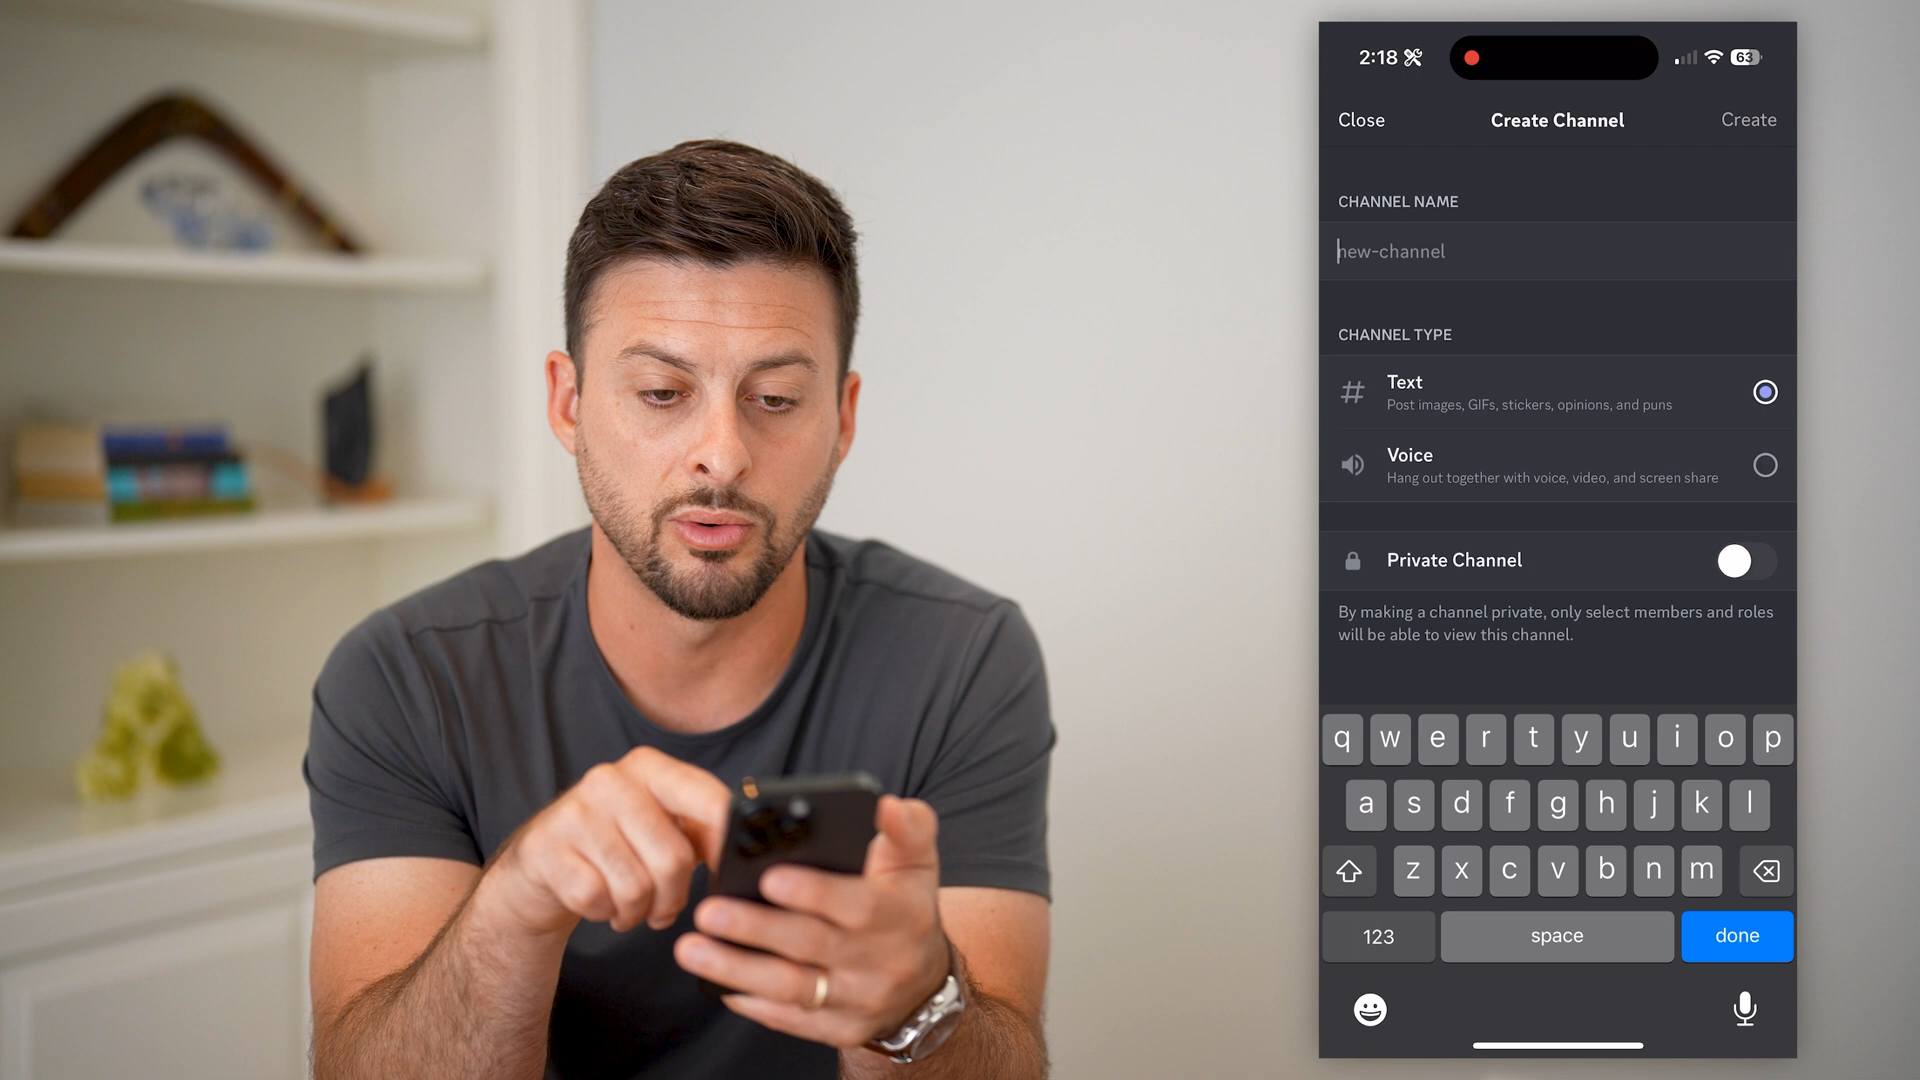 2:18
63
Close
Create Channel
Create
CHANNEL NAME
new-channel
CHANNEL TYPE
Text
Post images, GIFs, stickers, opinions, and puns
Voice
Hang out together with voice, video, and screen share
Private Channel
By making a channel private, only select members and roles
will be able to view this channel.
q w e r t y u i o p
a s d f g h j k l
z x c v b n m
123 space done